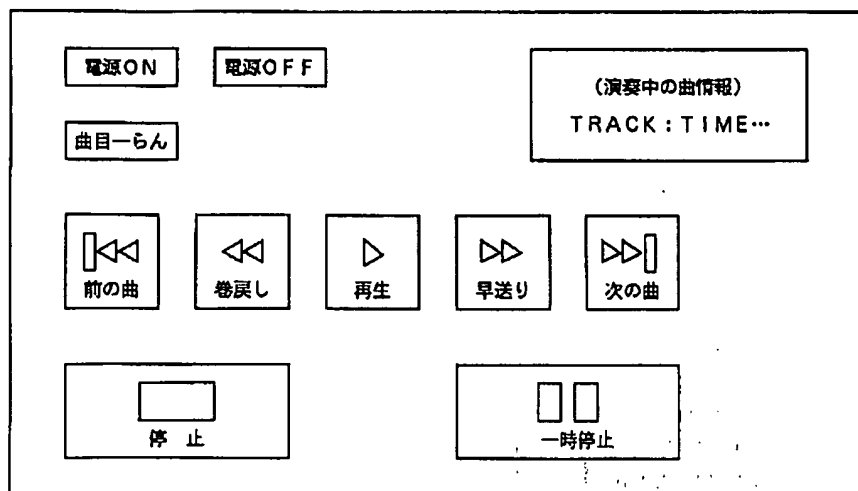 電源ON
電源OFF
(演奏中の曲情報)
TRACK:TIME…
曲目一らん
前の曲
巻戻し
再生
早送り
次の曲
停 止
一時停止